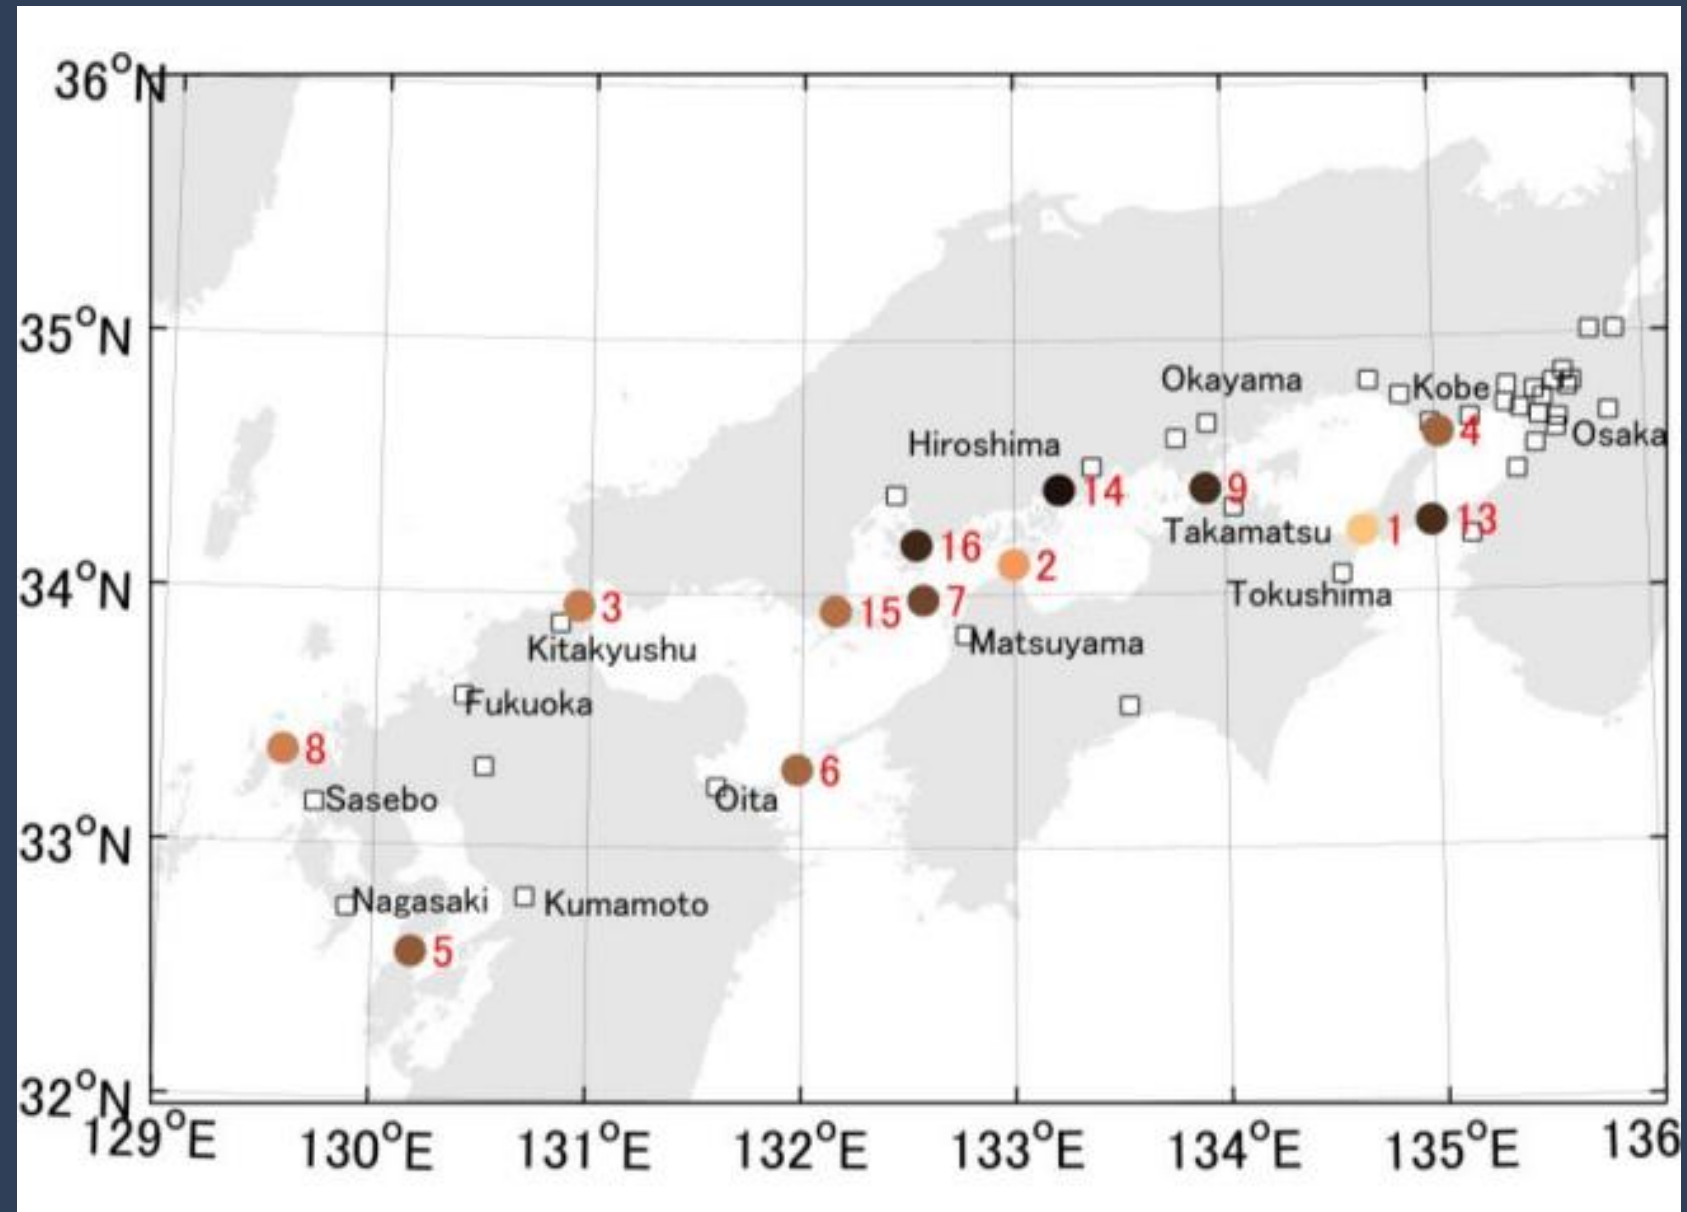 36°N
35°N
Okayama
Kobe
4
Osaka
Hiroshima
14
9
Takamatsu
1
13
16
2
34°N
Tokushima
3
15
7
Kitakyushu
Matsuyama
Fukuoka
8
6
Sasebo
Oita
33°N
Nagasaki
Kumamoto
5
32°N
129°E 130°E 131°E 132°E 133°E 134°E 135°E 136